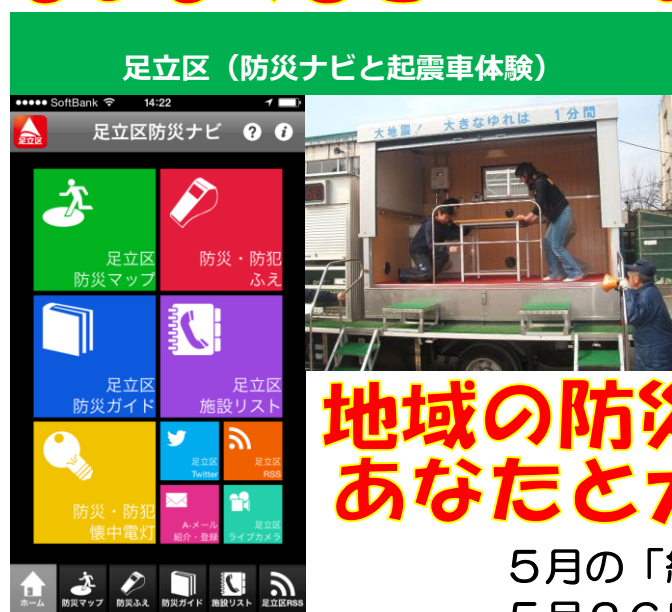 足立区（防災ナビと起震車体験）
SoftBank 14:22
足立区
足立区防災ナビ ? i
足立区
防災マップ
防災・防犯
ふえ
足立区
防災ガイド
足立区
施設リスト
防災・防犯
懐中電灯
足立区
Twitter
足立区
RSS
A-メール
紹介・登録
足立区
ライブカメラ
ホーム 防災マップ 防災ふえ 防災ガイド 施設リスト 足立区RSS
大地震！ 大きなゆれは 1分間
地域の防災
あなたと
5月の「